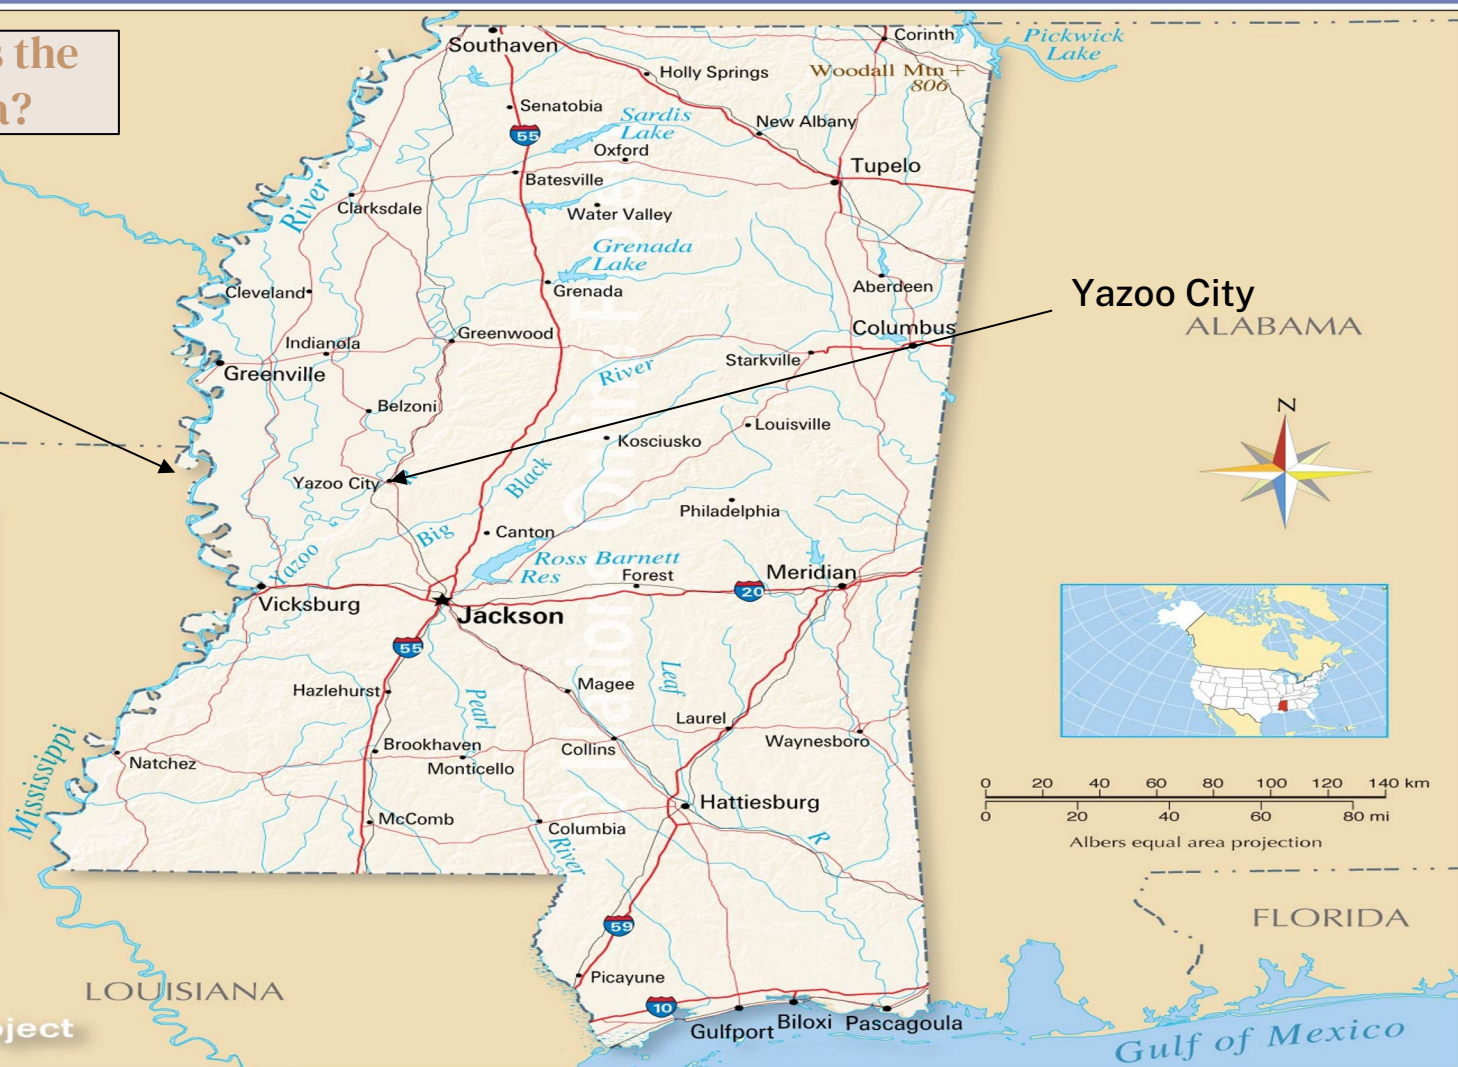 s the
a?
Southaven
Corinth
Pickwick
Lake
Holly Springs
Woodall Mtn +
806
Senatobia
55
Sardis
Lake
New Albany
Oxford
Tupelo
Batesville
River
Clarksdale
Water Valley
Grenada
Lake
Cleveland
Grenada
Aberdeen
Yazoo City
ALABAMA
Columbus
Indianola
Greenwood
Starkville
Greenville
River
Belzoni
Louisville
Kosciusko
N
Yazoo City
Black
Philadelphia
Big
Canton
Yazoo
Ross Barnett
Res
Forest
Meridian
20
Vicksburg
Jackson
55
Hazlehurst
Magee
Leaf
Pearl
Laurel
Waynesboro
Brookhaven
Collins
Natchez
Monticello
Mississippi
Hattiesburg
McComb
Columbia
River
R
0 20 40 60 80 100 120 140 km
0 20 40 60 80 mi
Albers equal area projection
59
FLORIDA
LOUISIANA
Picayune
10
Gulfport
Biloxi
Pascagoula
oject
Gulf of Mexico